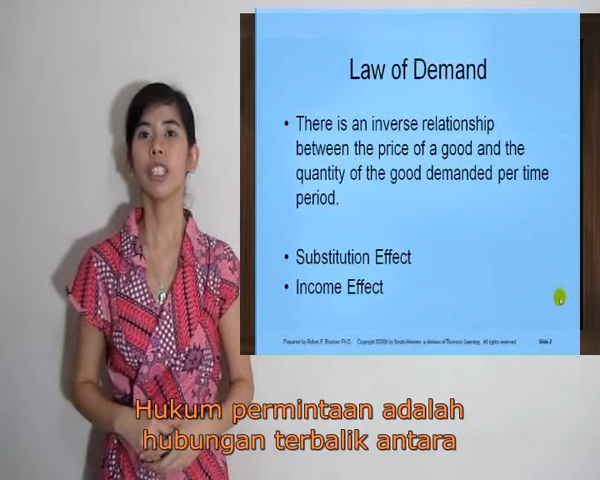 Law of Demand
• There is an inverse relationship
between the price of a good and the
quantity of the good demanded per time
period.
• Substitution Effect
• Income Effect
Prepared by Robert F. Brooker, Ph.D. Copyright ©2006 by South-Western, a division of Thomson Learning. All rights reserved. Slide 2
Hukum permintaan adalah
hubungan terbalik antara